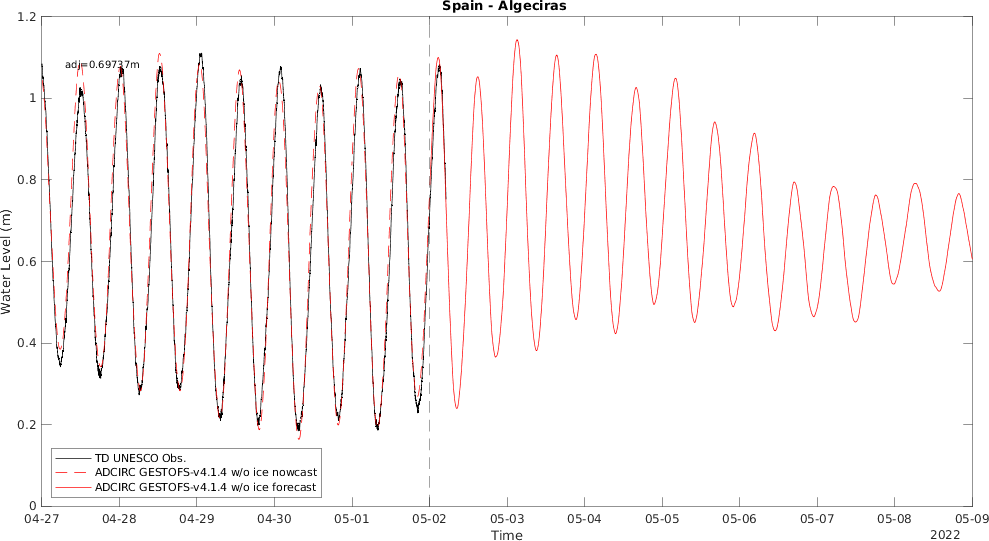 Spain - Algeciras
adj=0.69737m
1.2
1
0.8
0.6
0.4
0.2
0
Water Level (m)
TD UNESCO Obs.
ADCIRC GESTOFS-v4.1.4 w/o ice nowcast
ADCIRC GESTOFS-v4.1.4 w/o ice forecast
04-27 04-28 04-29 04-30 05-01 05-02 05-03 05-04 05-05 05-06 05-07 05-08 05-09
Time
2022